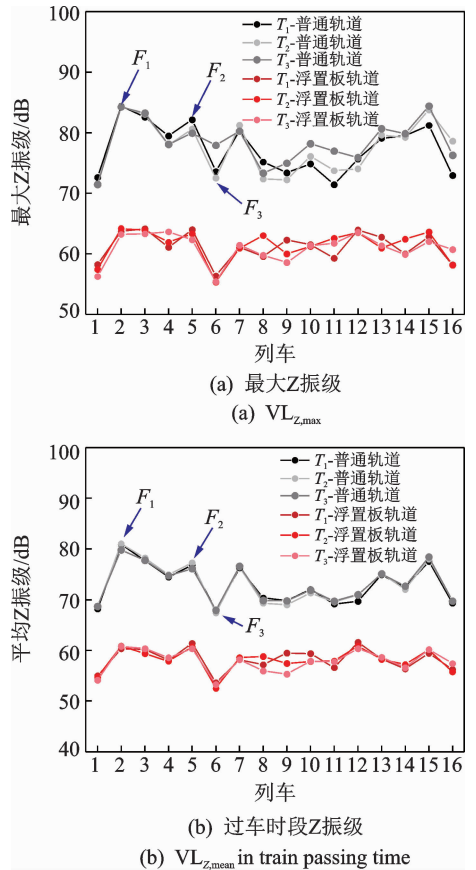 100
90
80
70
60
50
最大Z振级/dB
F1
F2
F3
T1-普通轨道
T2-普通轨道
T3-普通轨道
T1-浮置板轨道
T2-浮置板轨道
T3-浮置板轨道
1 2 3 4 5 6 7 8 9 10 11 12 13 14 15 16
列车
(a) 最大Z振级
(a) VLZ,max
100
90
80
70
60
50
40
平均Z振级/dB
F1
F2
F3
T1-普通轨道
T2-普通轨道
T3-普通轨道
T1-浮置板轨道
T2-浮置板轨道
T3-浮置板轨道
1 2 3 4 5 6 7 8 9 10 11 12 13 14 15 16
列车
(b) 过车时段Z振级
(b) VLZ,mean in train passing time